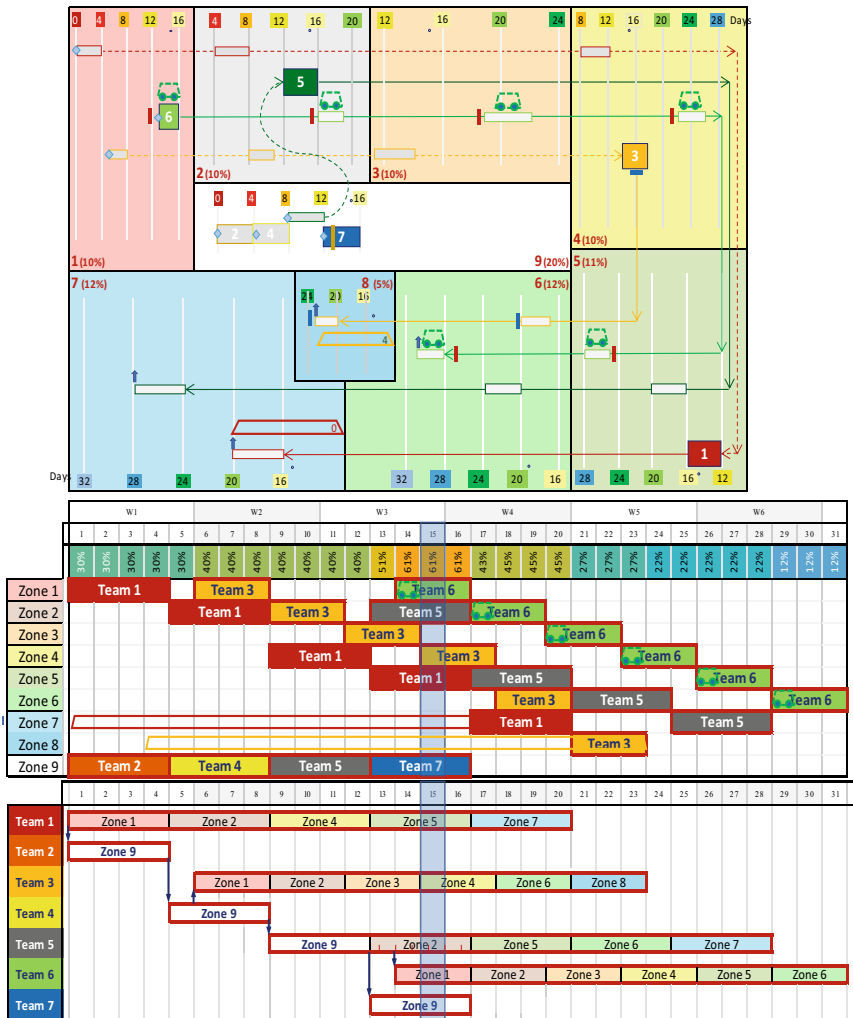 0 4 8 12 16 4 8 12 16 20 12 16 20 24 8 12 16 20 24 28 Days
5
6
3
2(10%) 3(10%)
0 4 8 12 16
2 4 7
4(10%)
1(10%) 9(20%) 5(11%)
7(12%) 8(5%) 6(12%)
24 20 16
4
0
1
Days 32 28 24 20 16 32 28 24 20 28 24 20 16 12
W1 W2 W3 W4 W5 W6
1 2 3 4 5 6 7 8 9 10 11 12 13 14 15 16 17 18 19 20 21 22 23 24 25 26 27 28 29 30 31
30% 30% 30% 30% 30% 40% 40% 40% 40% 40% 40% 40% 51% 61% 61% 61% 43% 45% 45% 45% 27% 27% 27% 22% 22% 22% 22% 22% 12% 12% 12%
Zone 1 Team 1 Team 3 Team 6
Zone 2 Team 1 Team 3 Team 5 Team 6
Zone 3 Team 3 Team 6
Zone 4 Team 1 Team 3 Team 6
Zone 5 Team 1 Team 5 Team 6
Zone 6 Team 3 Team 5 Team 6
Zone 7 Team 1 Team 5
Zone 8 Team 3
Zone 9 Team 2 Team 4 Team 5 Team 7
1 2 3 4 5 6 7 8 9 10 11 12 13 14 15 16 17 18 19 20 21 22 23 24 25 26 27 28 29 30 31
Team 1 Zone 1 Zone 2 Zone 4 Zone 5 Zone 7
Team 2 Zone 9
Team 3 Zone 1 Zone 2 Zone 3 Zone 4 Zone 6 Zone 8
Team 4 Zone 9
Team 5 Zone 9 Zone 2 Zone 5 Zone 6 Zone 7
Team 6 Zone 1 Zone 2 Zone 3 Zone 4 Zone 5 Zone 6
Team 7 Zone 9